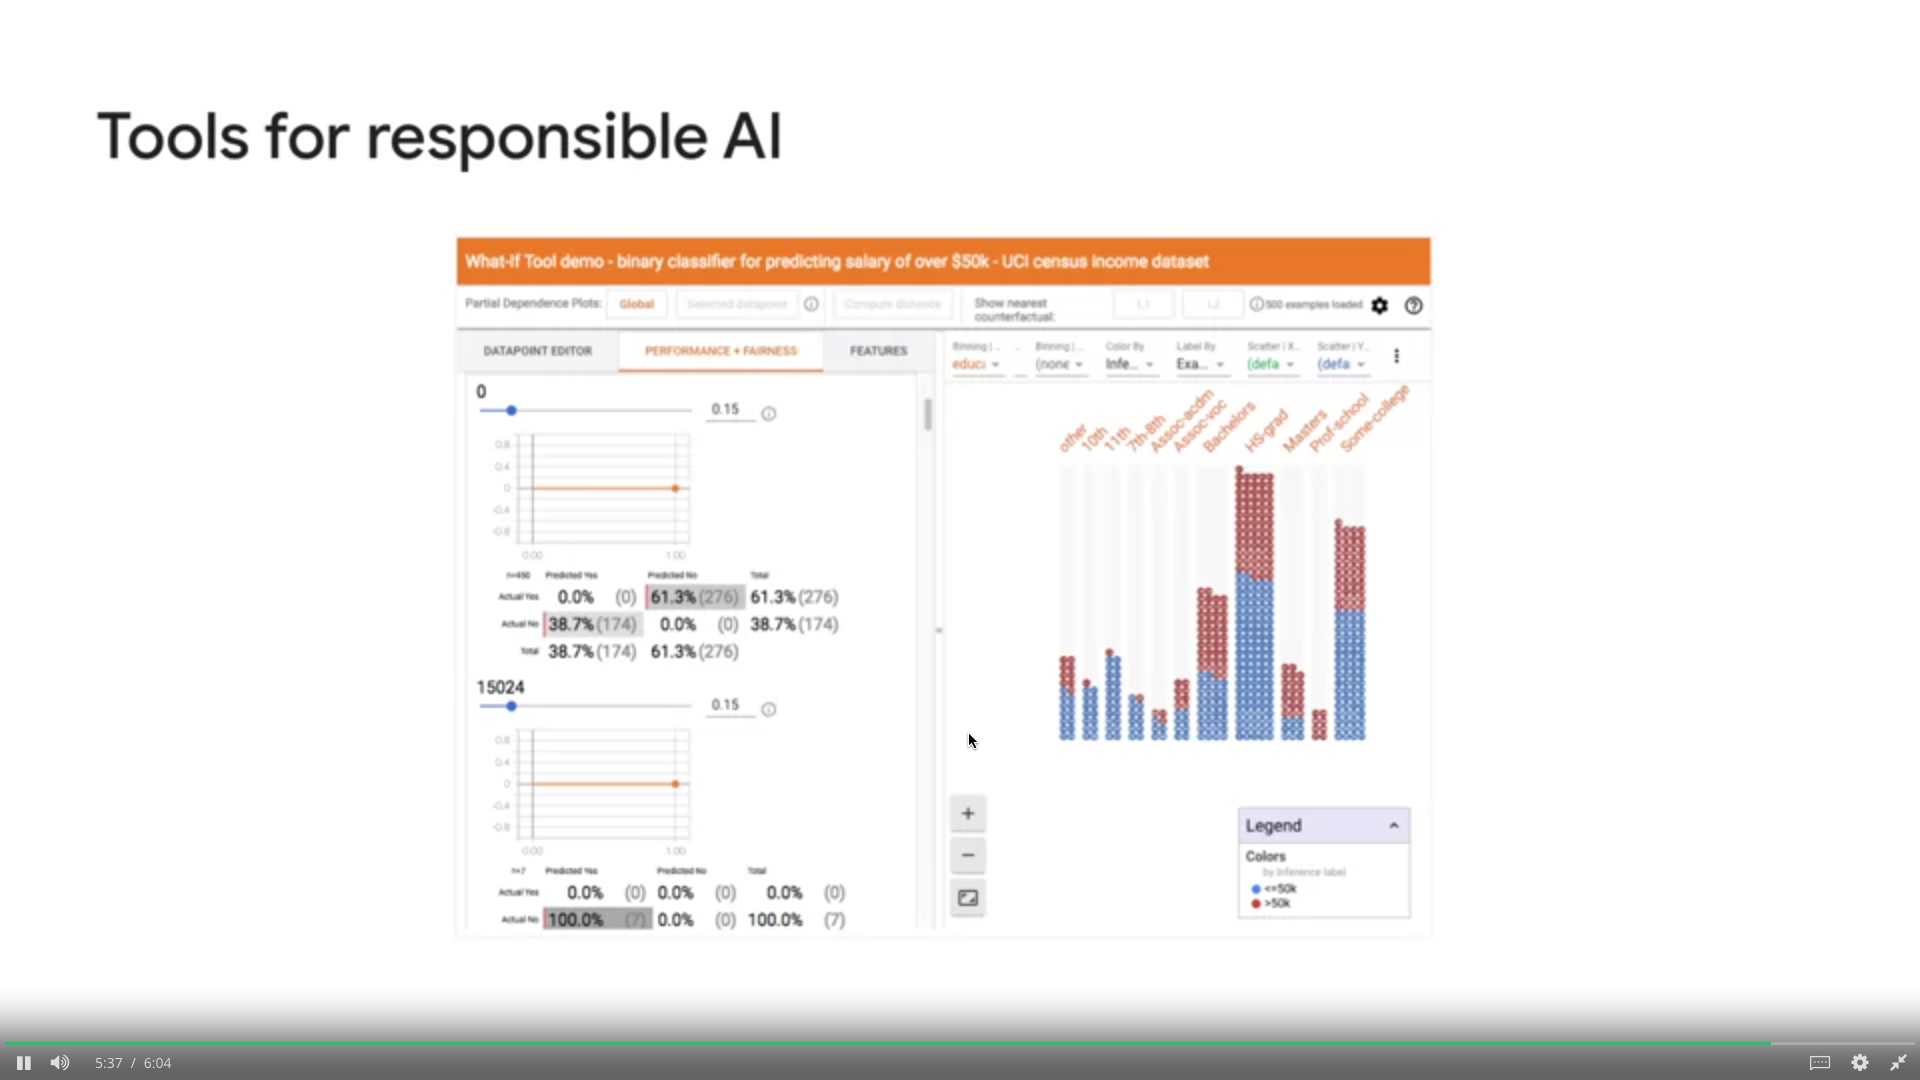 Tools for responsible AI
What-If Tool demo - binary classifier for predicting salary of over $50k - UCI census income dataset
Partial Dependence Plots: Global Selected datapoint Compute distance Show nearest counterfactual: L1 L2 500 examples loaded
DATAPOINT EDITOR PERFORMANCE + FAIRNESS FEATURES
Binning | ... Binning | ... Color By Label By Scatter | X... Scatter | Y...
educ (none Infe... Exa... (defa (defa
0
0.15
0.8
0.4
0
-0.4
-0.8
0.00 1.00
n=450 Predicted Yes Predicted No Total
Actual Yes 0.0% (0) 61.3% (276) 61.3% (276)
Actual No 38.7% (174) 0.0% (0) 38.7% (174)
Total 38.7% (174) 61.3% (276)
15024
0.15
0.8
0.4
0
-0.4
-0.8
0.00 1.00
n=7 Predicted Yes Predicted No Total
Actual Yes 0.0% (0) 0.0% (0) 0.0% (0)
Actual No 100.0% (7) 0.0% (0) 100.0% (7)
other 10th 11th 7th-8th Assoc-acdm Assoc-voc Bachelors HS-grad Masters Prof-school Some-college
Legend
Colors
by Inference label
<=50k
>50k
5:37 / 6:04